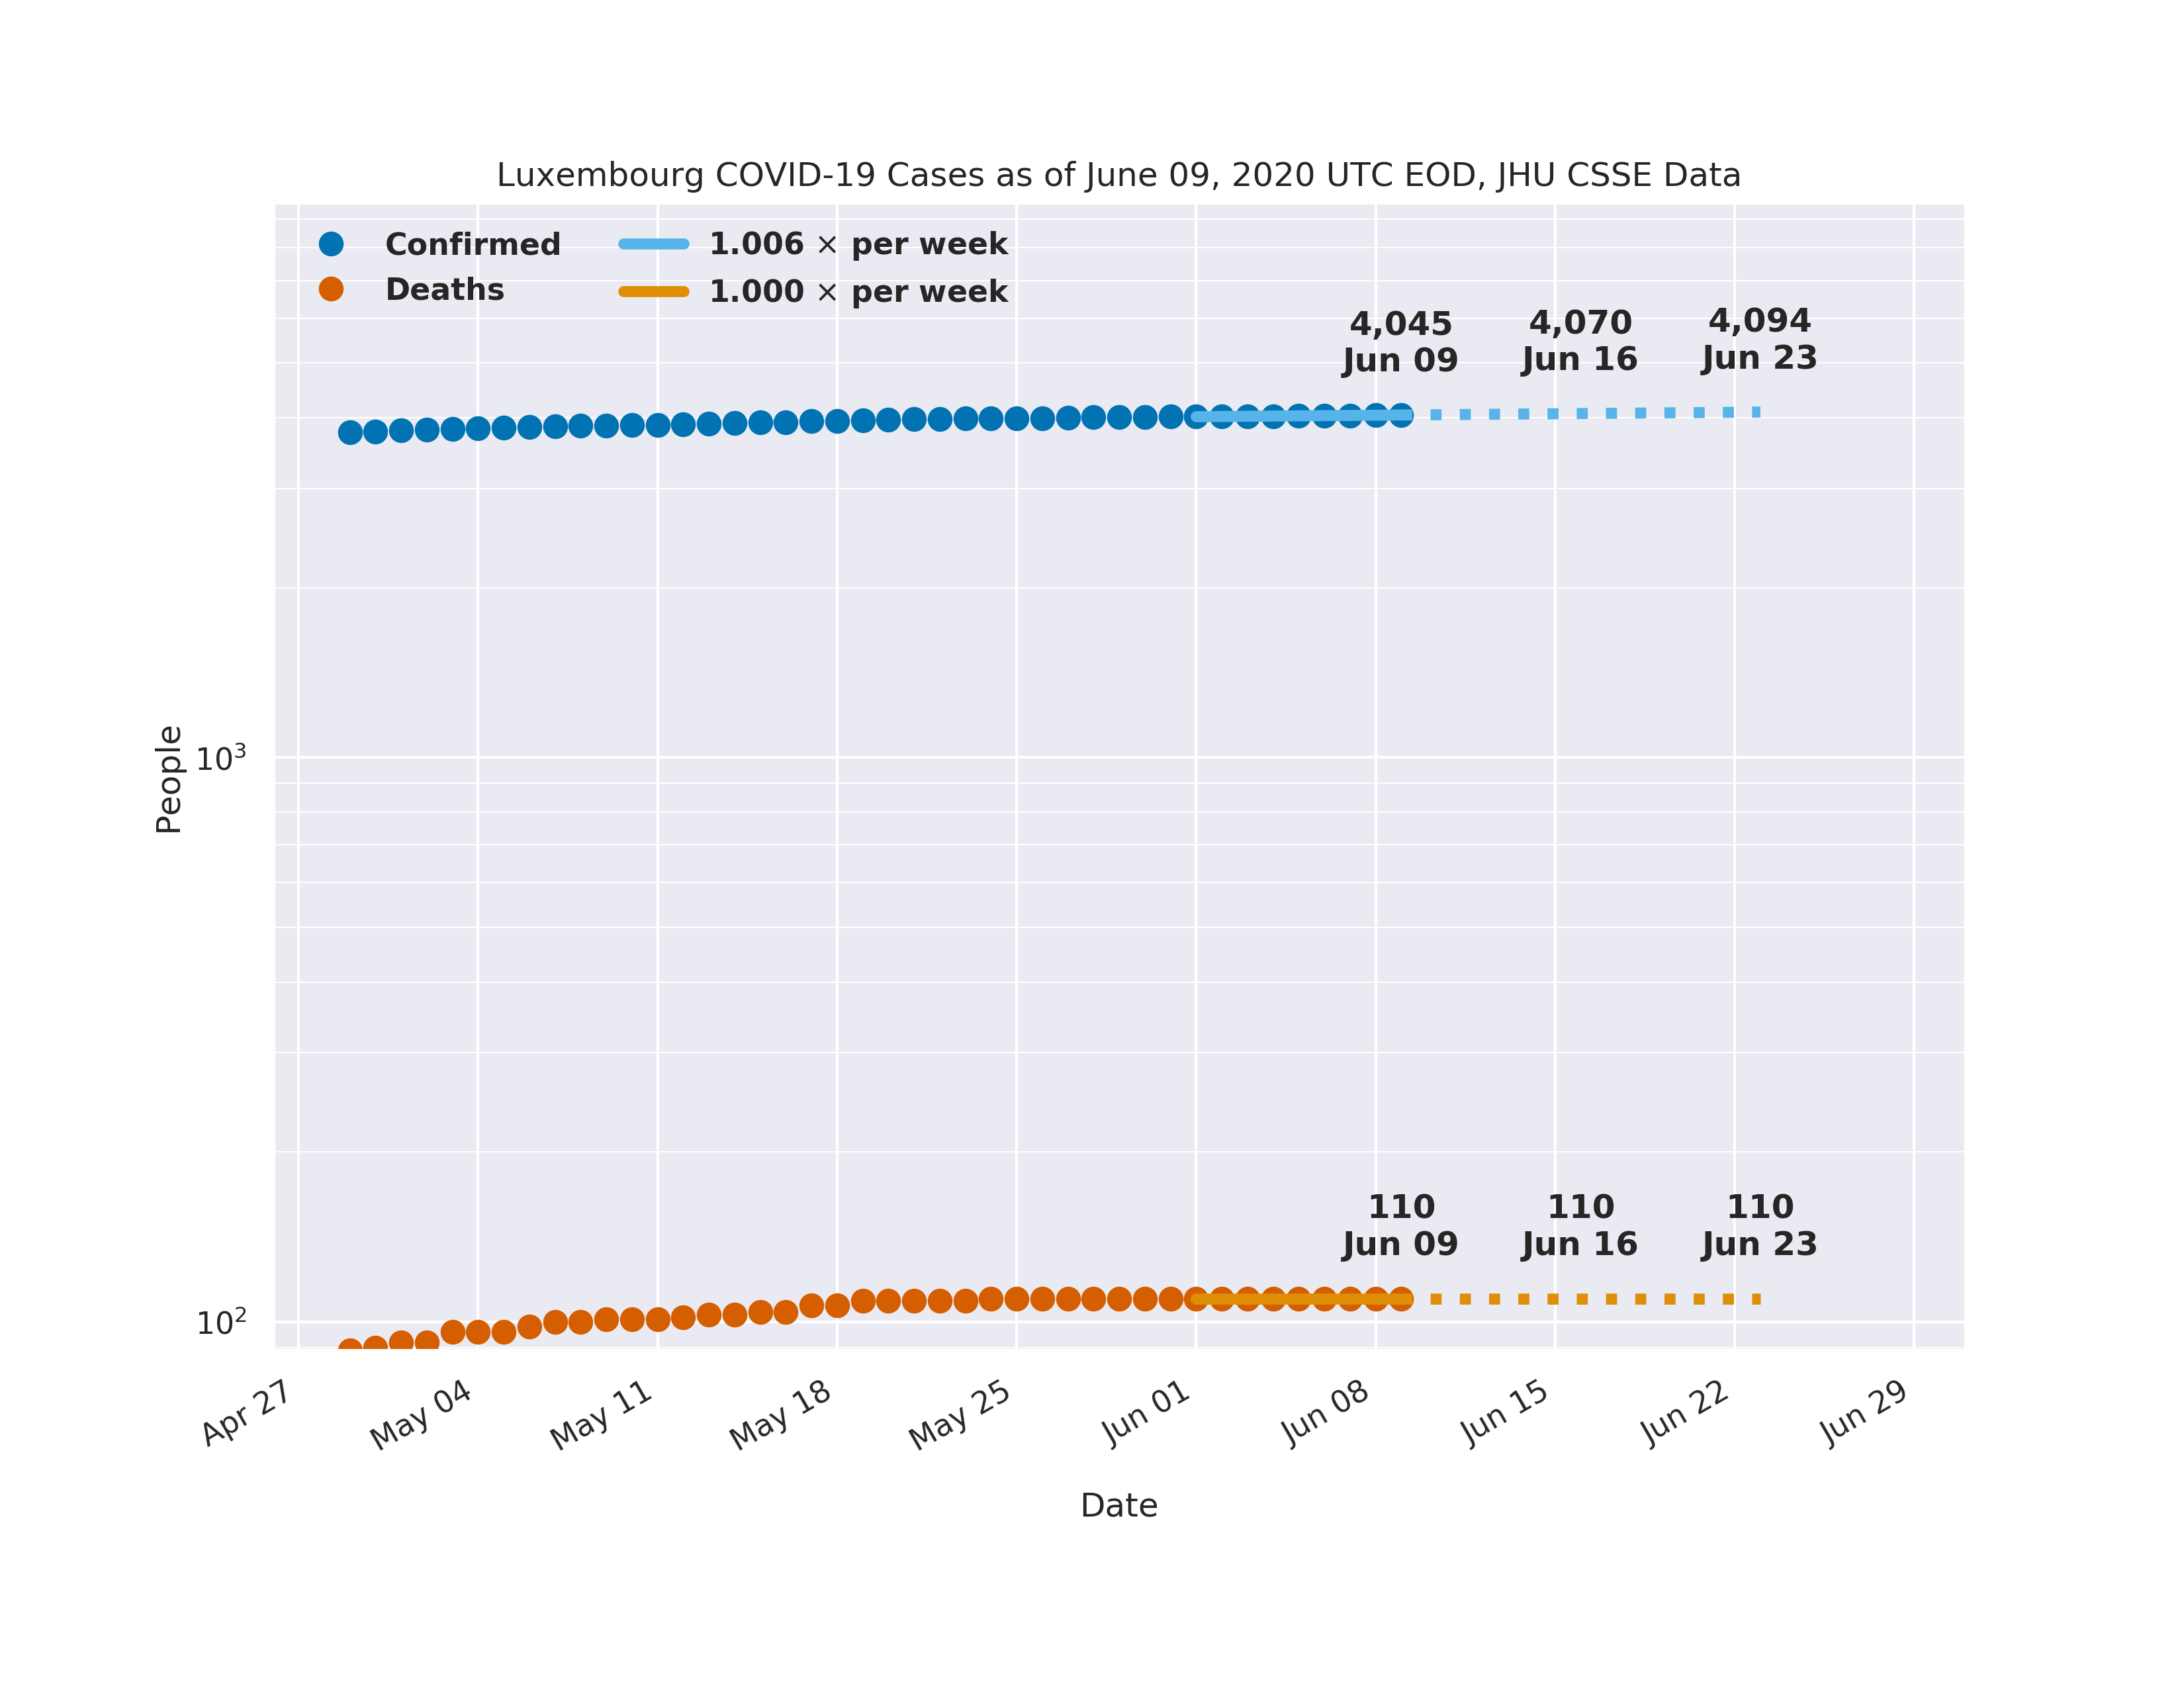 Luxembourg COVID-19 Cases as of June 09, 2020 UTC EOD, JHU CSSE Data
Confirmed
Deaths
1.006 × per week
1.000 × per week
4,045
Jun 09
4,070
Jun 16
4,094
Jun 23
People
10³
10²
110
Jun 09
110
Jun 16
110
Jun 23
Apr 27
May 04
May 11
May 18
May 25
Jun 01
Jun 08
Jun 15
Jun 22
Jun 29
Date